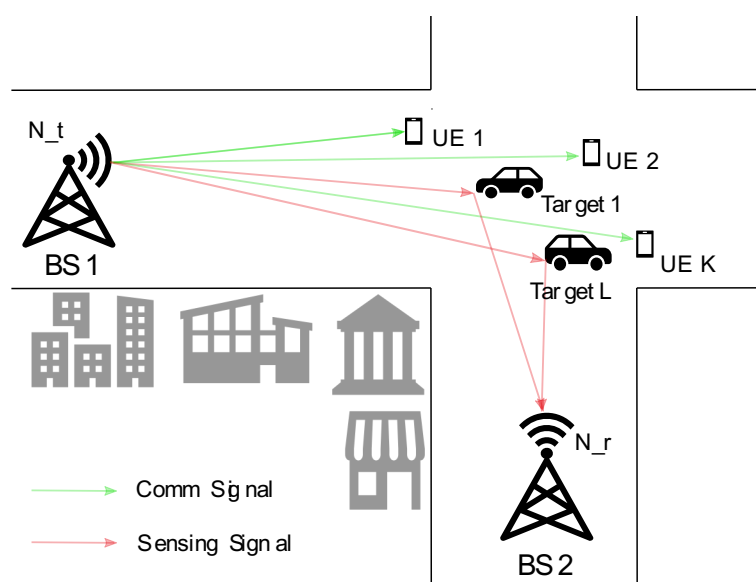 N_t
UE 1
UE 2
Target 1
BS 1
UE K
Target L
N_r
Comm Signal
Sensing Signal
BS 2